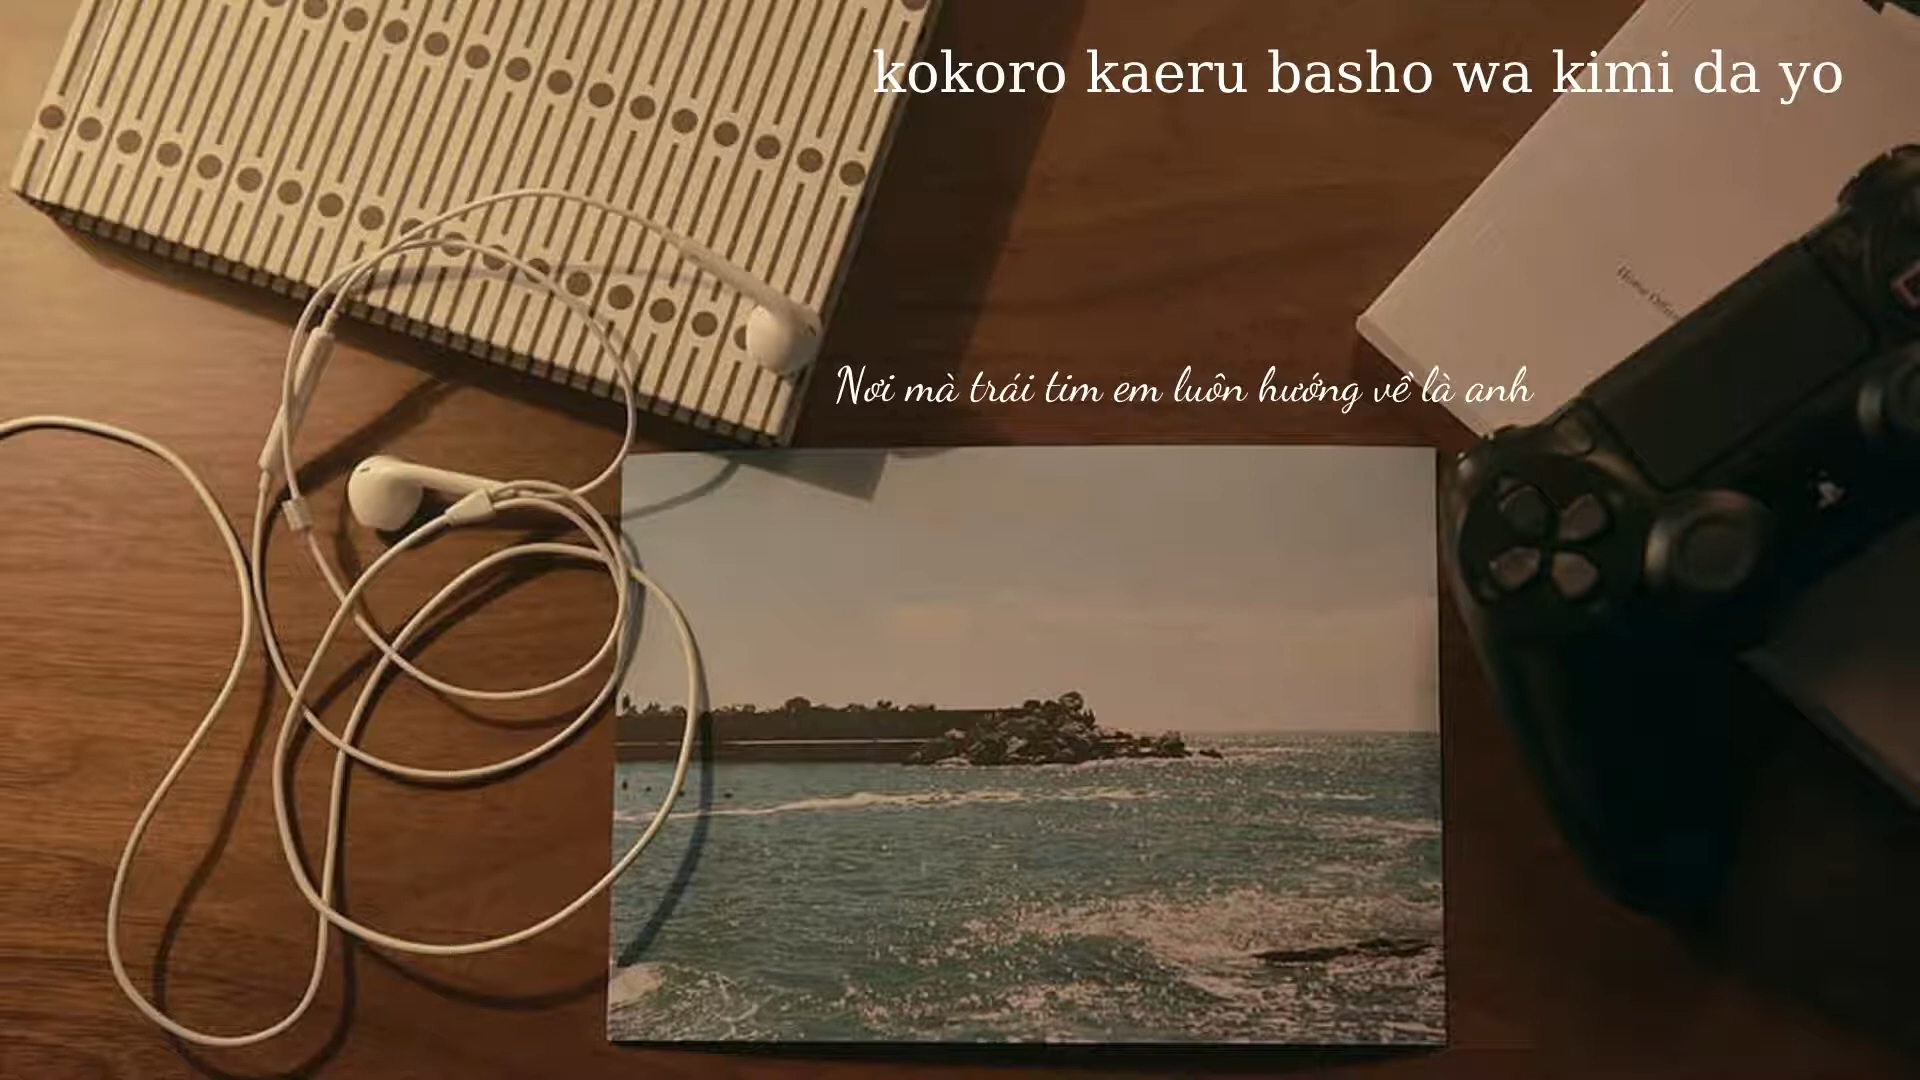 kokoro kaeru basho wa kimi da yo
Nơi mà trái tim em luôn hướng về là anh